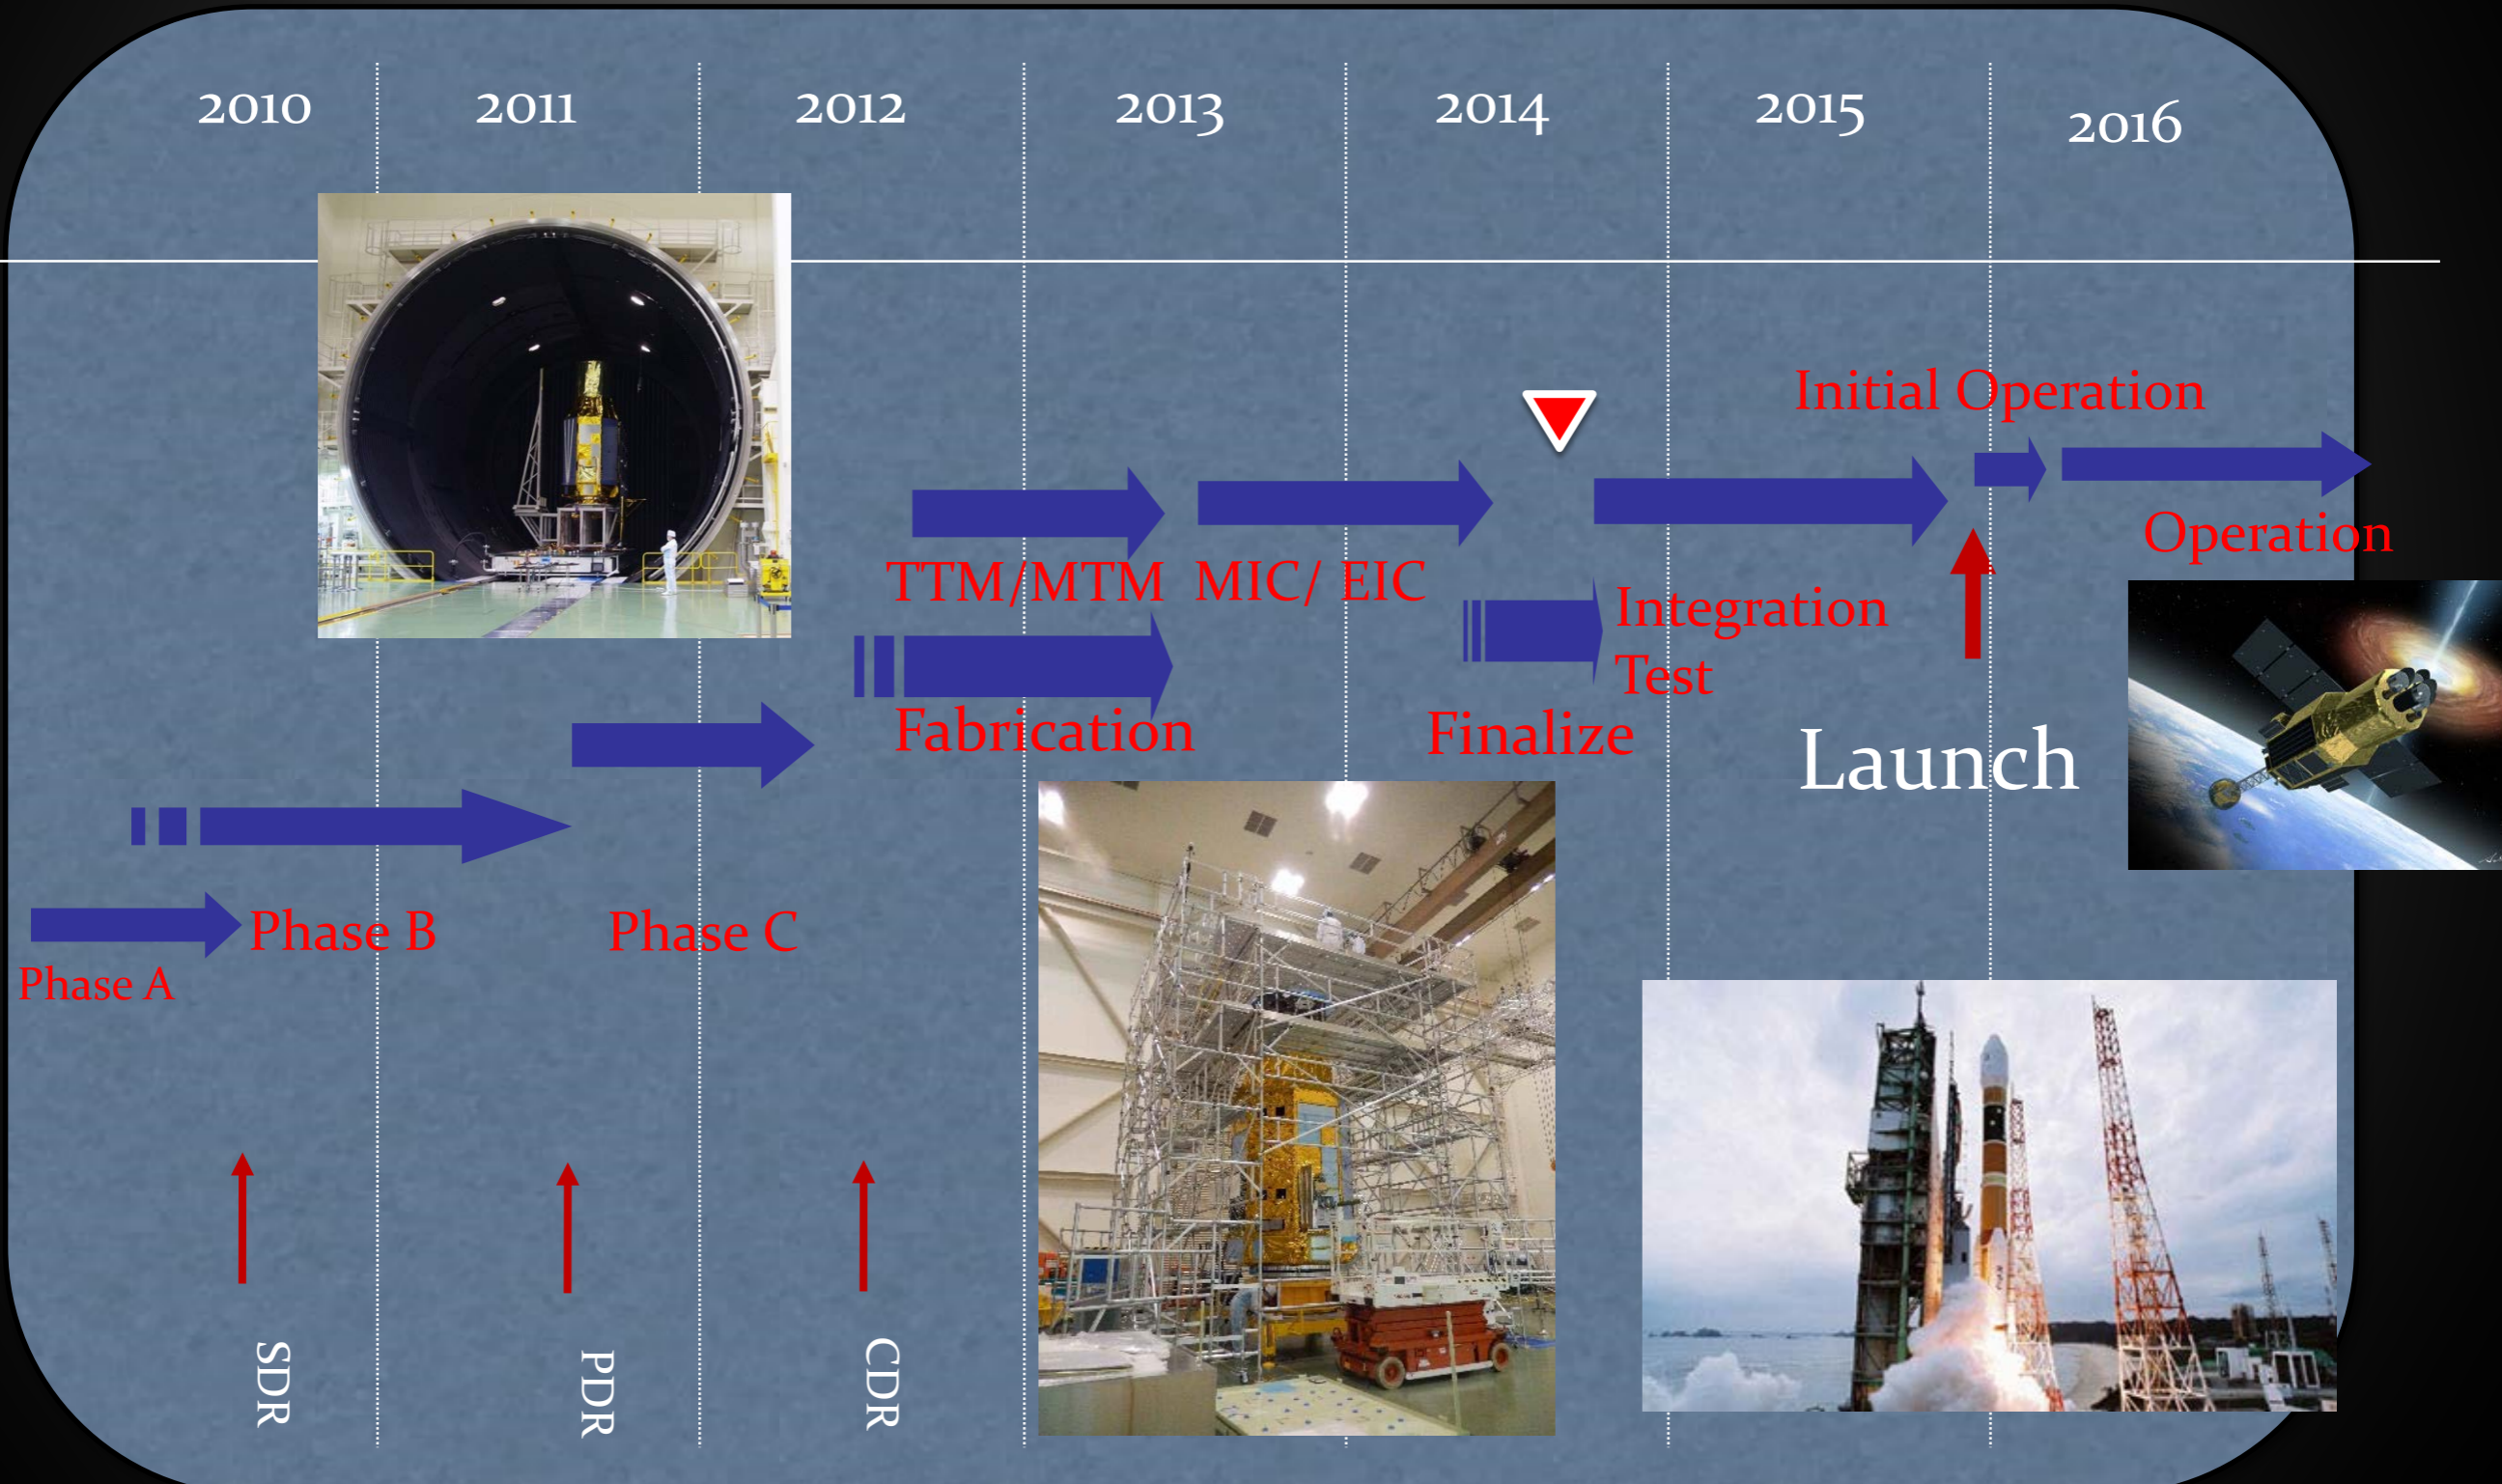 2010
2011
2012
2013
2014
2015
2016
Initial Operation
Operation
TTM/MTM
MIC/ EIC
Integration
Test
Fabrication
Finalize
Launch
Phase B
Phase C
Phase A
SDR
PDR
CDR